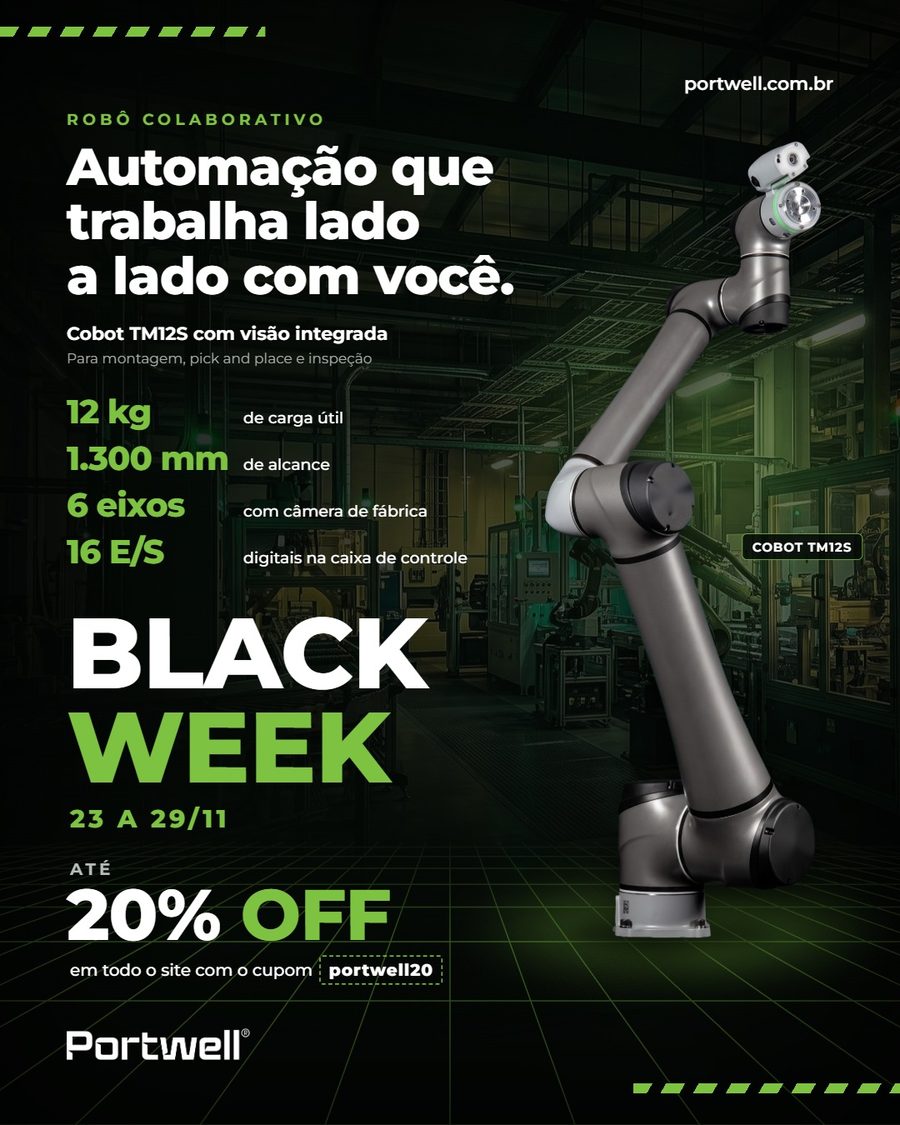 portwell.com.br
ROBÔ COLABORATIVO
Automação que
trabalha lado
a lado com você.
Cobot TM12S com visão integrada
Para montagem, pick and place e inspeção
12 kg de carga útil
1.300 mm de alcance
6 eixos com câmera de fábrica
16 E/S digitais na caixa de controle
COBOT TM12S
BLACK
WEEK
23 A 29/11
ATÉ
20% OFF
em todo o site com o cupom portwell20
Portwell®